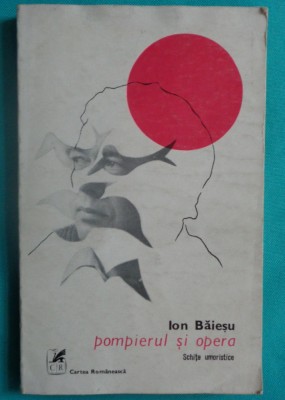 Ion Băieșu
pompierul și opera
Schițe umoristice
CR
Cartea Românească